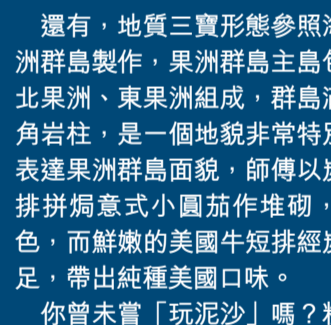 還有，地質三寶形態參照
洲群島製作，果洲群島主島
北果洲、東果洲組成，群島
角岩柱，是一個地貌非常特
表達果洲群島面貌，師傅以
排拼焗意式小圓茄作堆砌，
色，而鮮嫩的美國牛短排經
足，帶出純種美國口味。
你曾未嘗「玩泥沙」嗎？